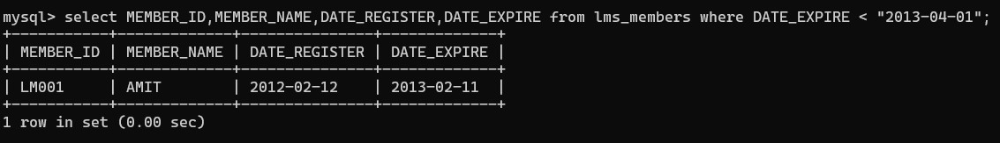 mysql> select MEMBER_ID,MEMBER_NAME,DATE_REGISTER,DATE_EXPIRE from lms_members where DATE_EXPIRE < "2013-04-01";
+-----------+-------------+---------------+-------------+
| MEMBER_ID | MEMBER_NAME | DATE_REGISTER | DATE_EXPIRE |
+-----------+-------------+---------------+-------------+
| LM001     | AMIT        | 2012-02-12    | 2013-02-11  |
+-----------+-------------+---------------+-------------+
1 row in set (0.00 sec)